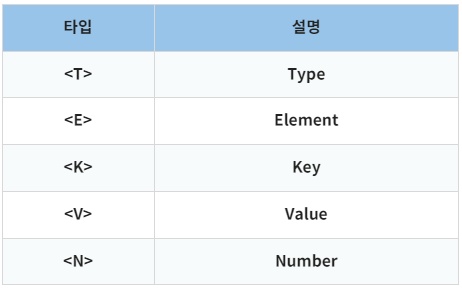 타입 설명
<T> Type
<E> Element
<K> Key
<V> Value
<N> Number